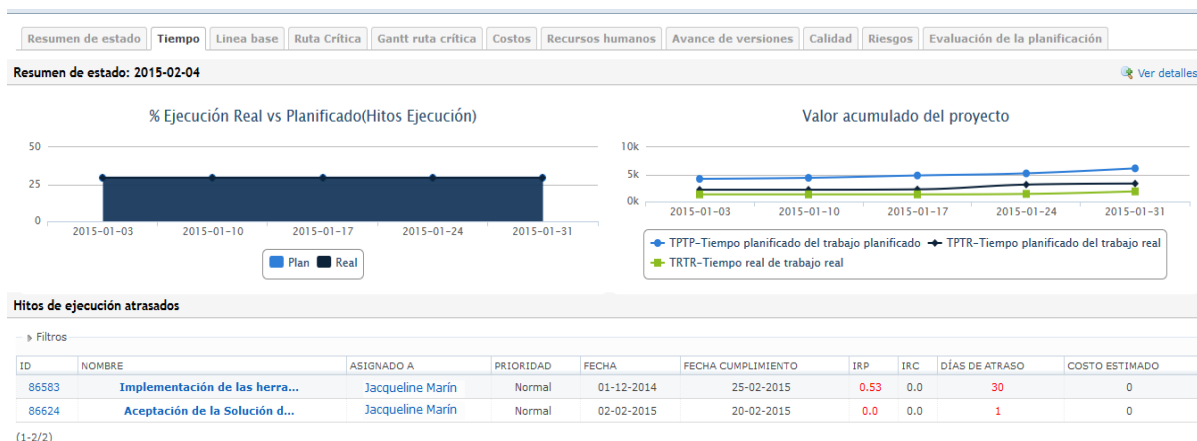 Resumen de estado Tiempo Linea base Ruta Crítica Gantt ruta crítica Costos Recursos humanos Avance de versiones Calidad Riesgos Evaluación de la planificación
Resumen de estado: 2015-02-04 Ver detalles
% Ejecución Real vs Planificado(Hitos Ejecución)
50
25
0
2015-01-03 2015-01-10 2015-01-17 2015-01-24 2015-01-31
Plan Real
Valor acumulado del proyecto
10k
5k
0k
2015-01-03 2015-01-10 2015-01-17 2015-01-24 2015-01-31
TPTP-Tiempo planificado del trabajo planificado TPTR-Tiempo planificado del trabajo real
TRTR-Tiempo real de trabajo real
Hitos de ejecución atrasados
Filtros
ID NOMBRE ASIGNADO A PRIORIDAD FECHA FECHA CUMPLIMIENTO IRP IRC DÍAS DE ATRASO COSTO ESTIMADO
86583 Implementación de las herra... Jacqueline Marín Normal 01-12-2014 25-02-2015 0.53 0.0 30 0
86624 Aceptación de la Solución d... Jacqueline Marín Normal 02-02-2015 20-02-2015 0.0 0.0 1 0
(1-2/2)